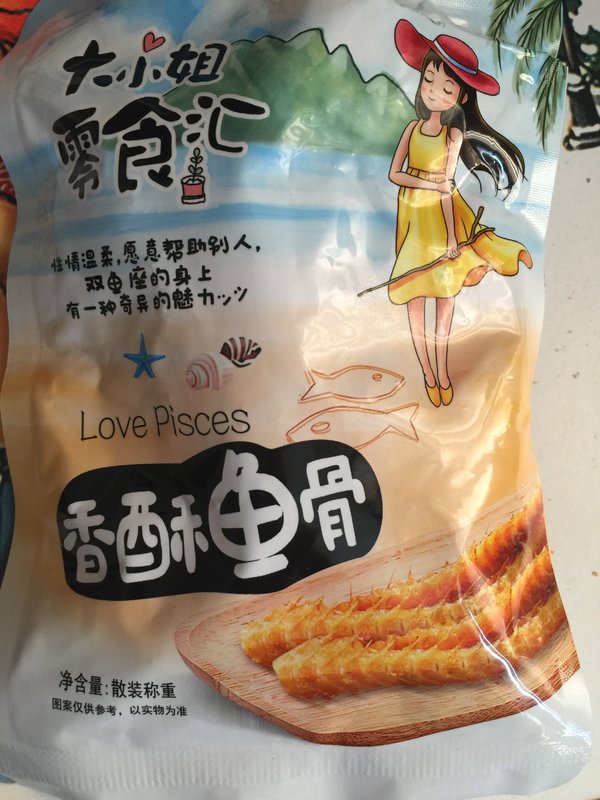 大小姐
零食汇
性情温柔,愿意帮助别人,
双鱼座的身上
有一种奇异的魅力ッッ
Love Pisces
香酥鱼骨
净含量:散装称重
图案仅供参考，以实物为准